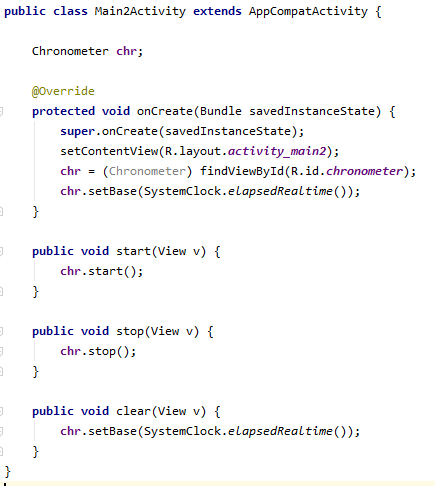 public class Main2Activity extends AppCompatActivity {
Chronometer chr;
@Override
protected void onCreate(Bundle savedInstanceState) {
super.onCreate(savedInstanceState);
setContentView(R.layout.activity_main2);
chr = (Chronometer) findViewById(R.id.chronometer);
chr.setBase(SystemClock.elapsedRealtime());
}
public void start(View v) {
chr.start();
}
public void stop(View v) {
chr.stop();
}
public void clear(View v) {
chr.setBase(SystemClock.elapsedRealtime());
}
}